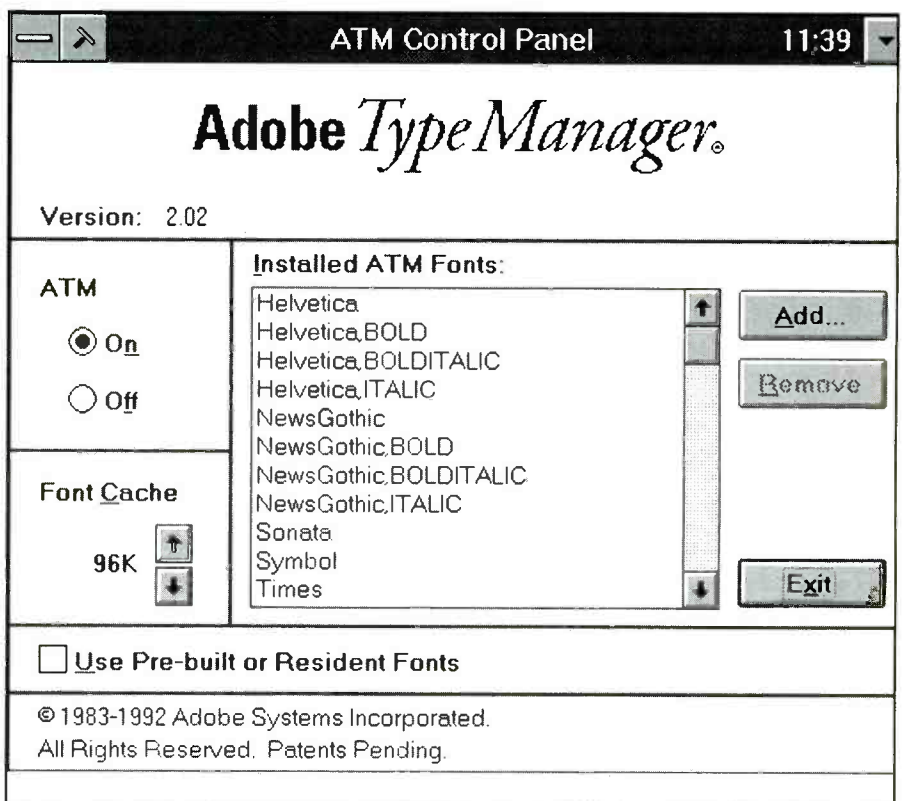 ATM Control Panel 11:39
Adobe Type Manager®
Version: 2.02
ATM
On
Off
Font Cache
96K
Installed ATM Fonts:
Helvetica
Helvetica,BOLD
Helvetica,BOLDITALIC
Helvetica,ITALIC
NewsGothic
NewsGothic,BOLD
NewsGothic,BOLDITALIC
NewsGothic,ITALIC
Sonata
Symbol
Times
Add...
Remove
Exit
Use Pre-built or Resident Fonts
© 1983-1992 Adobe Systems Incorporated.
All Rights Reserved. Patents Pending.